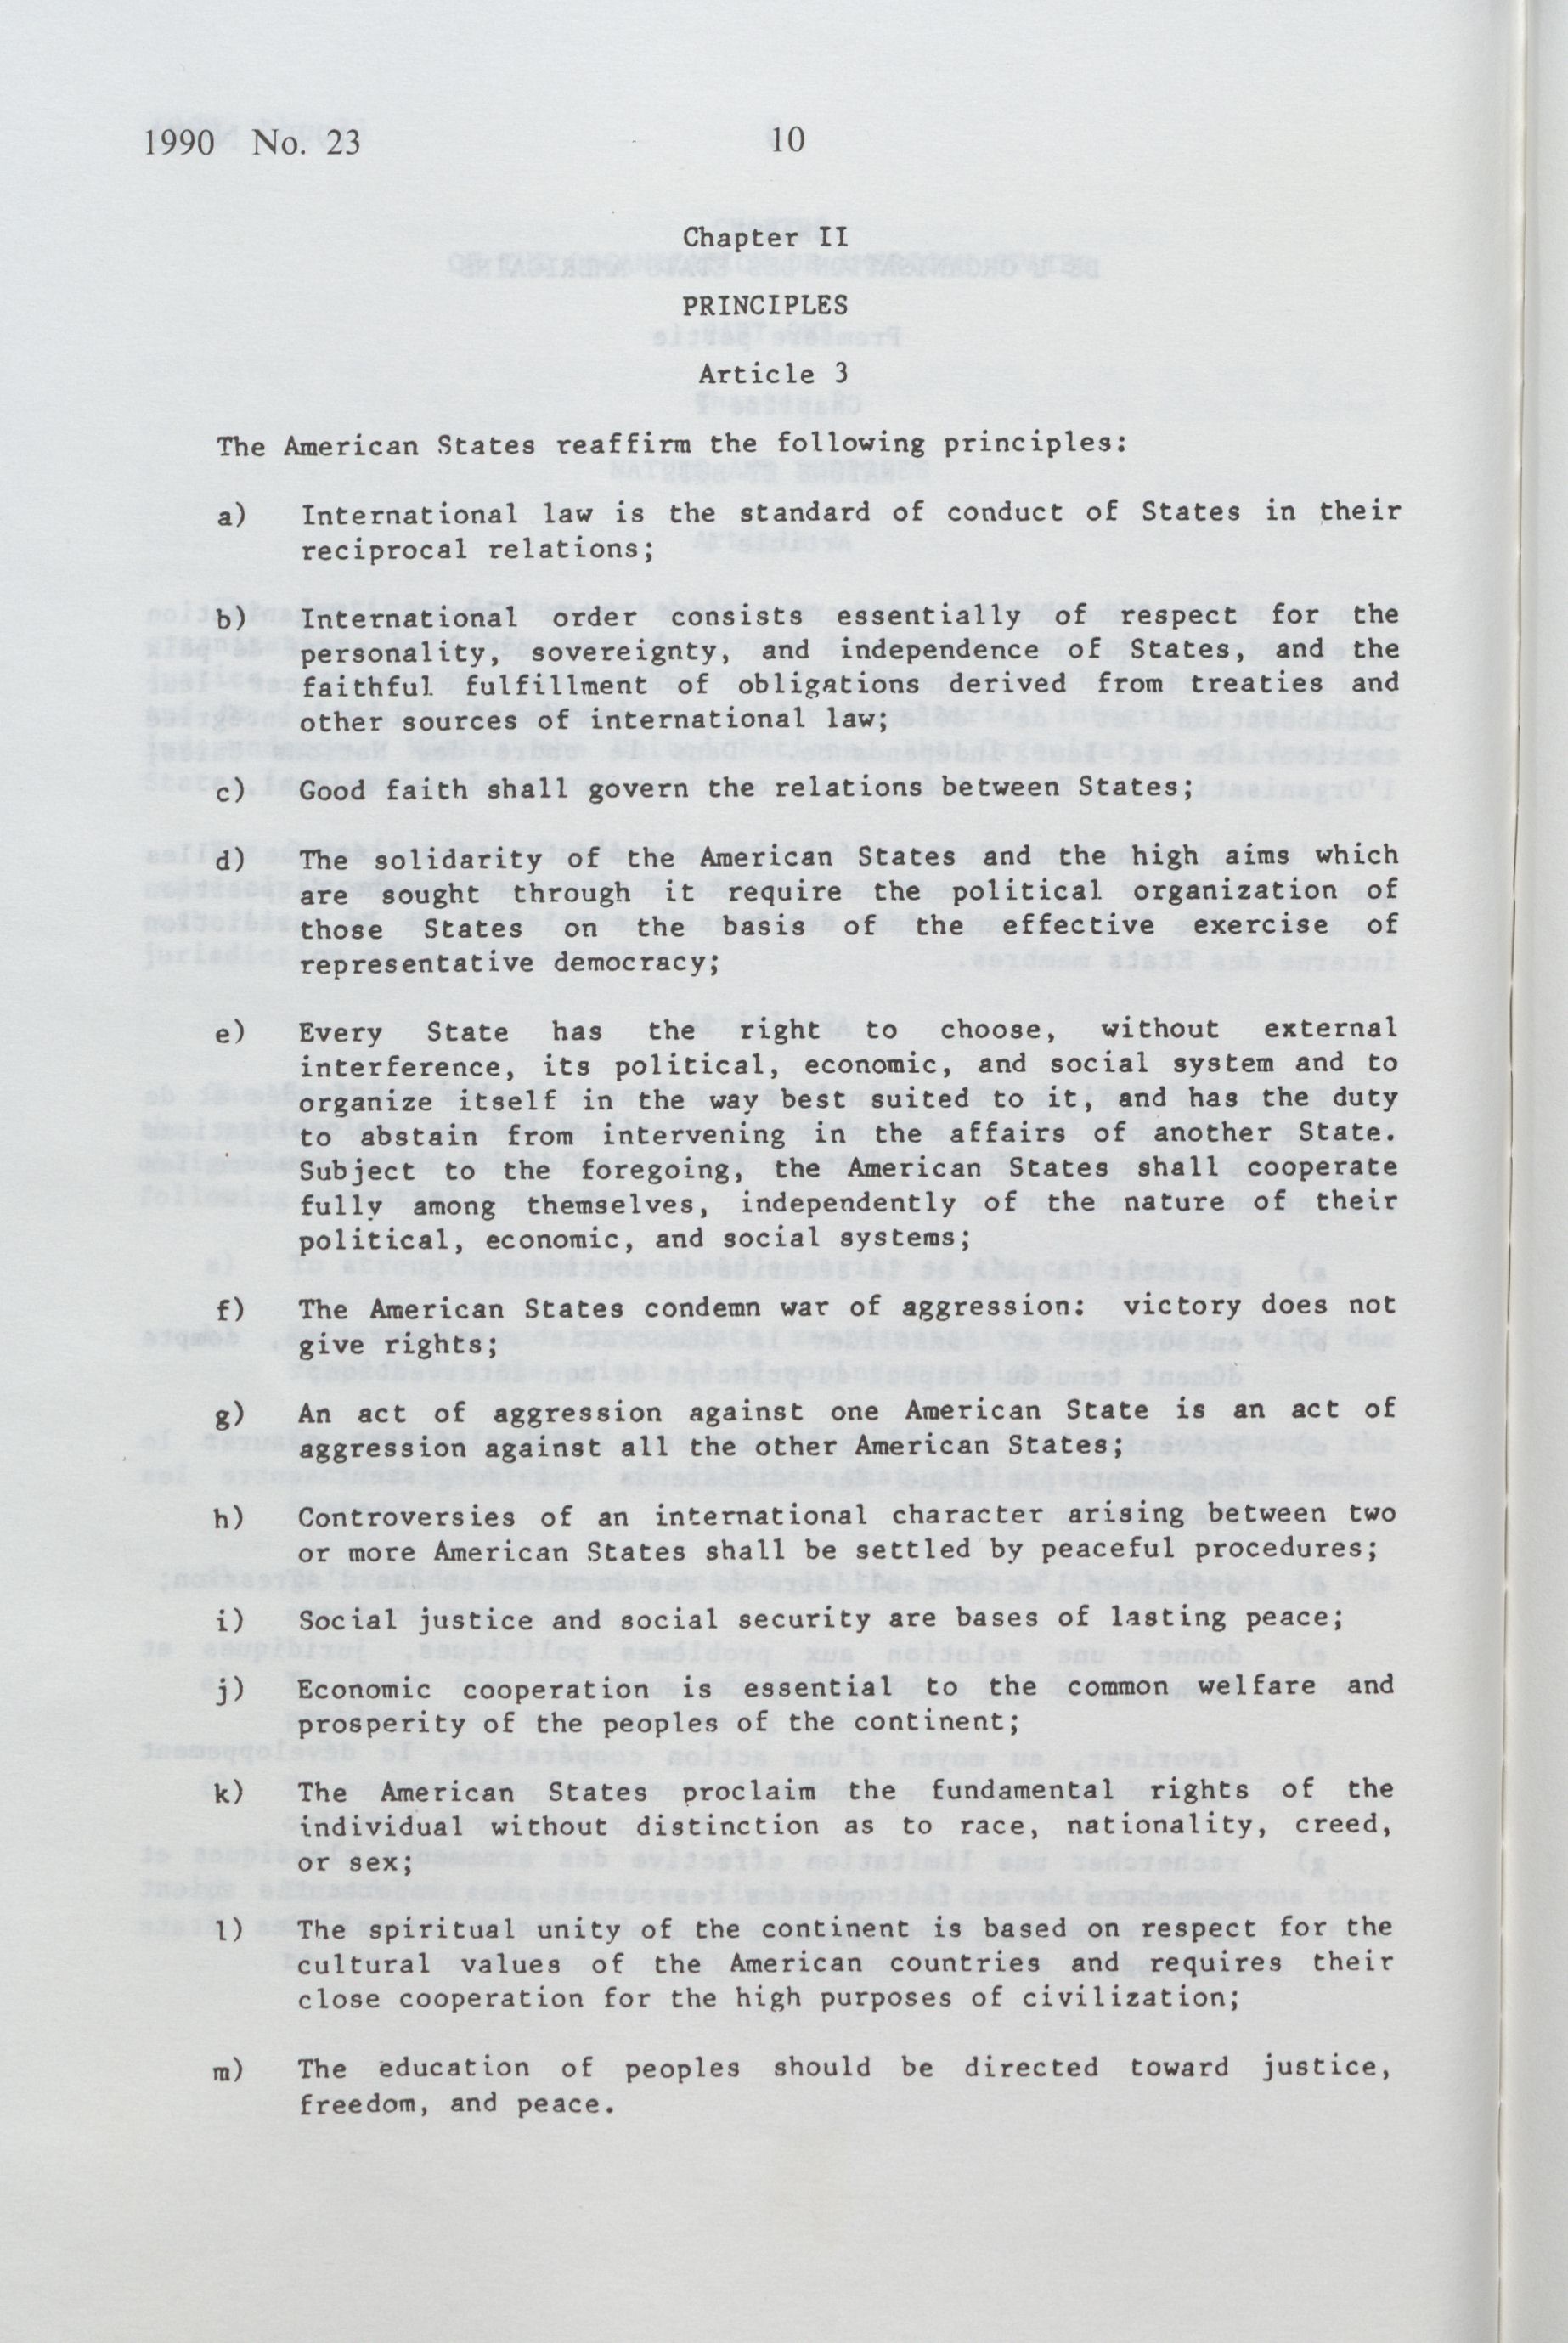 1990 No. 23
10
Chapter II
PRINCIPLES
Article 3
The American States reaffirm the following principles:
a) International law is the standard of conduct of States in their
reciprocal relations;
b) International order consists essentially of respect for the
personality, sovereignty, and independence of States, and the
faithful fulfillment of obligations derived from treaties and
other sources of international law;
c) Good faith shall govern the relations between States;
d) The solidarity of the American States and the high aims which
are sought through it require the political organization of
those States on the basis of the effective exercise of
representative democracy;
e) Every State has the right to choose, without external
interference, its political, economic, and social system and to
organize itself in the way best suited to it, and has the duty
to abstain from intervening in the affairs of another State.
Subject to the foregoing, the American States shall cooperate
fully among themselves, independently of the nature of their
political, economic, and social systems;
f) The American States condemn war of aggression: victory does not
give rights;
g) An act of aggression against one American State is an act of
aggression against all the other American States;
h) Controversies of an international character arising between two
or more American States shall be settled by peaceful procedures;
i) Social justice and social security are bases of lasting peace;
j) Economic cooperation is essential to the common welfare and
prosperity of the peoples of the continent;
k) The American States proclaim the fundamental rights of the
individual without distinction as to race, nationality, creed,
or sex;
l) The spiritual unity of the continent is based on respect for the
cultural values of the American countries and requires their
close cooperation for the high purposes of civilization;
m) The education of peoples should be directed toward justice,
freedom, and peace.